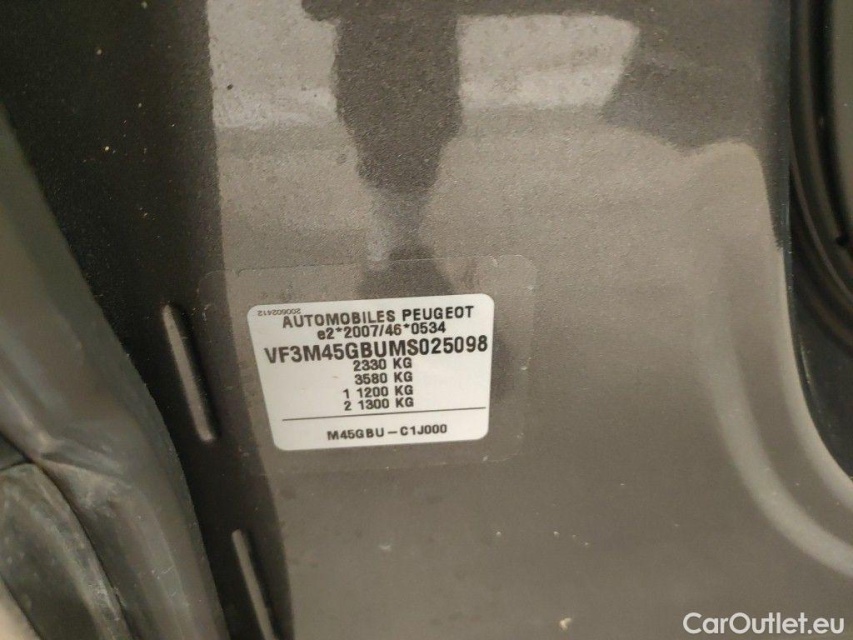 200602412
AUTOMOBILES PEUGEOT
e2*2007/46*0534
VF3M45GBUMS025098
2330 KG
3580 KG
1 1200 KG
2 1300 KG
M45GBU-C1J000
CarOutlet.eu